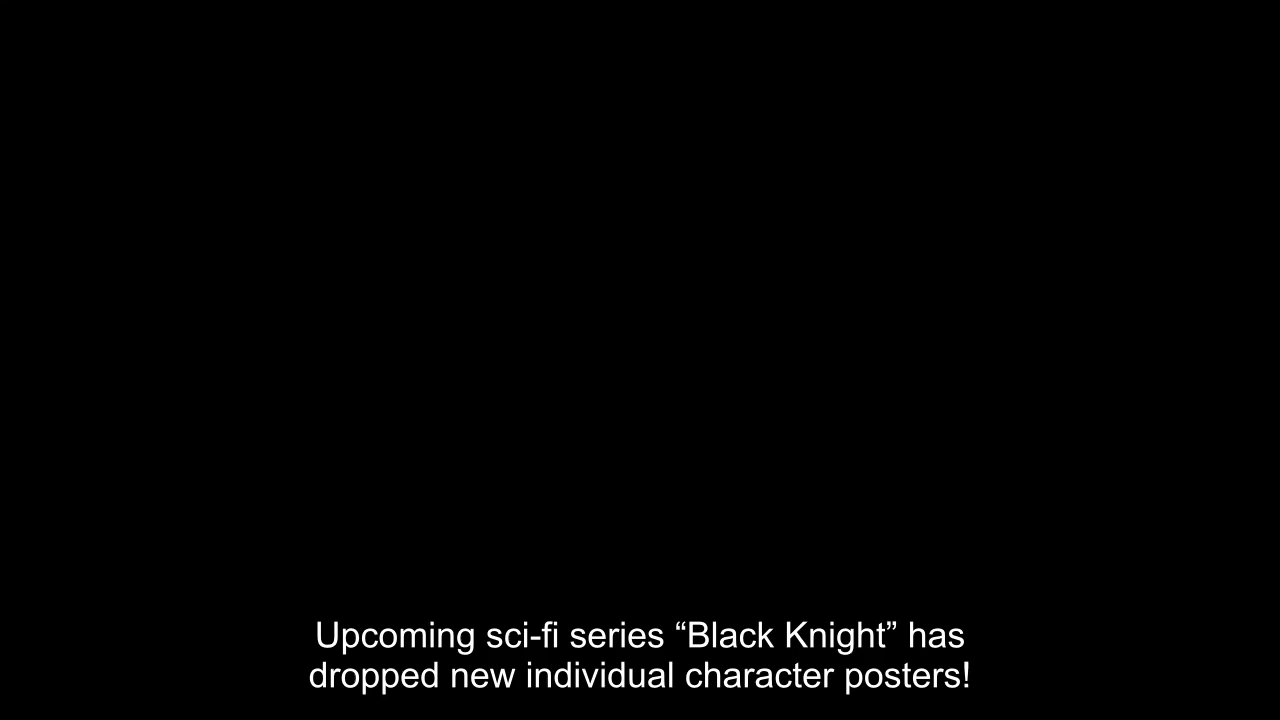 Upcoming sci-fi series “Black Knight” has
dropped new individual character posters!